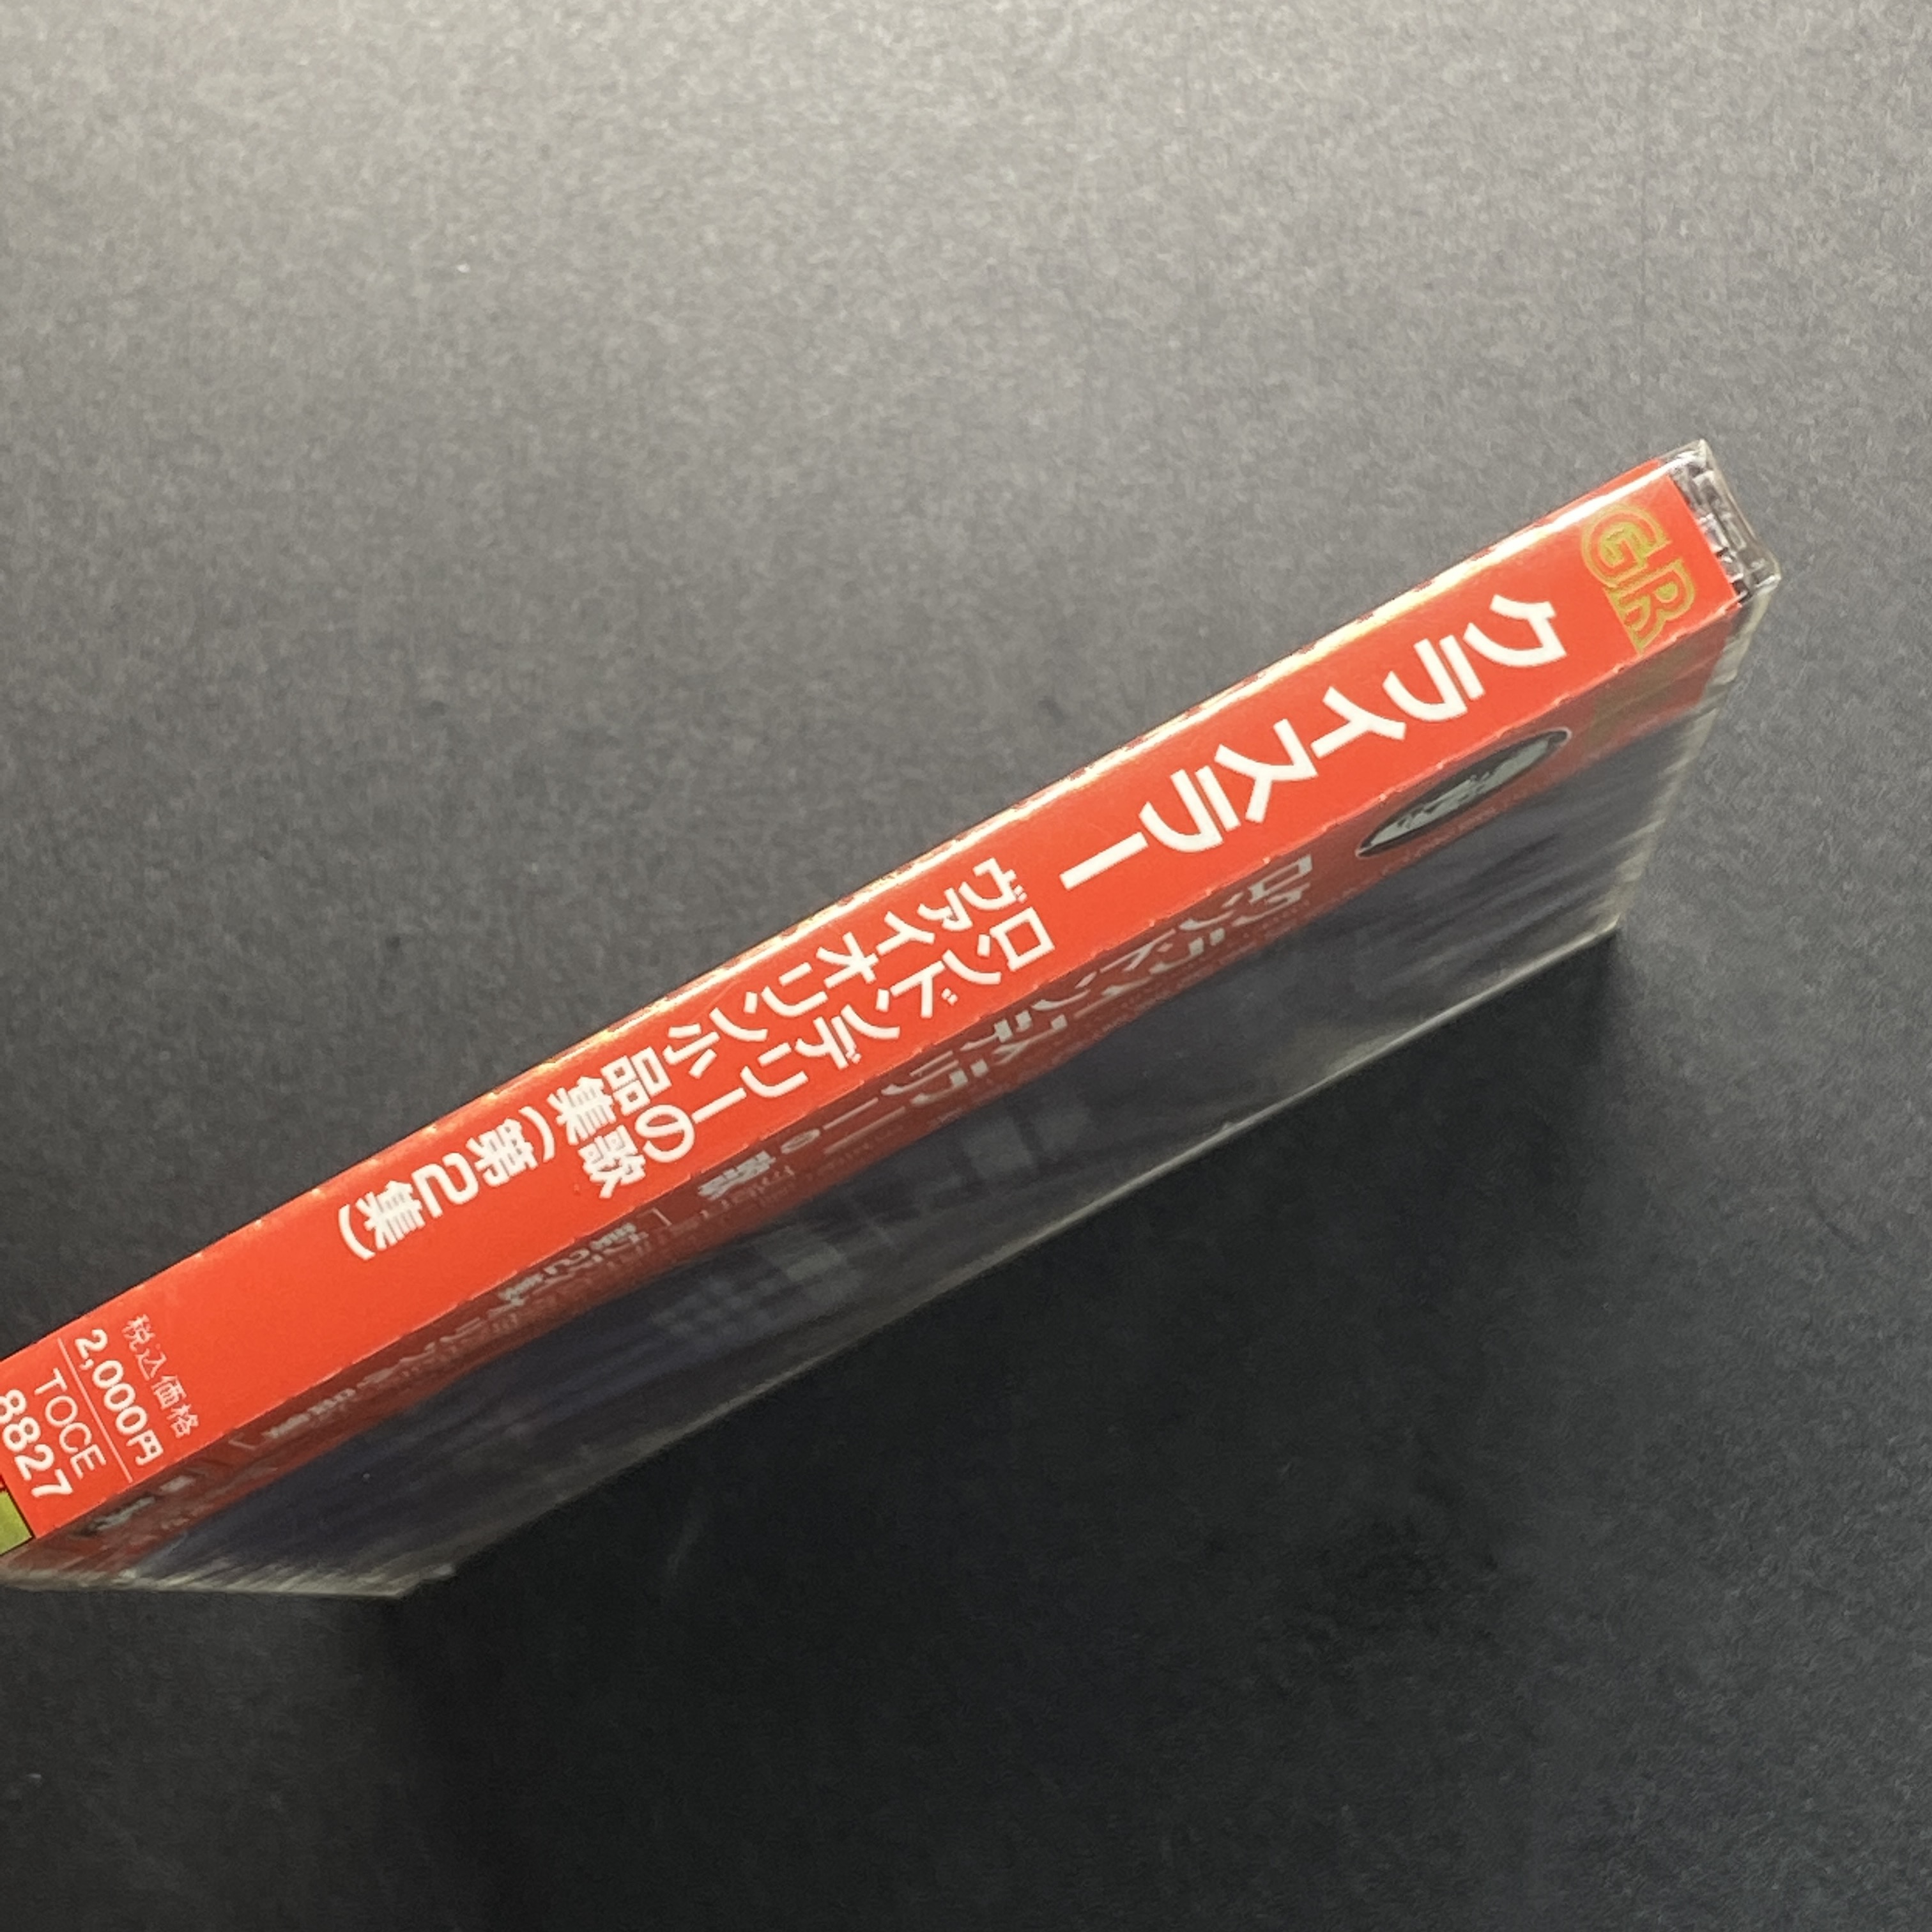 GR
クライスラー
ロンドンデリーの歌
ヴァイオリン小品集(第2集)
税込価格
2,000円
TOCE
8827